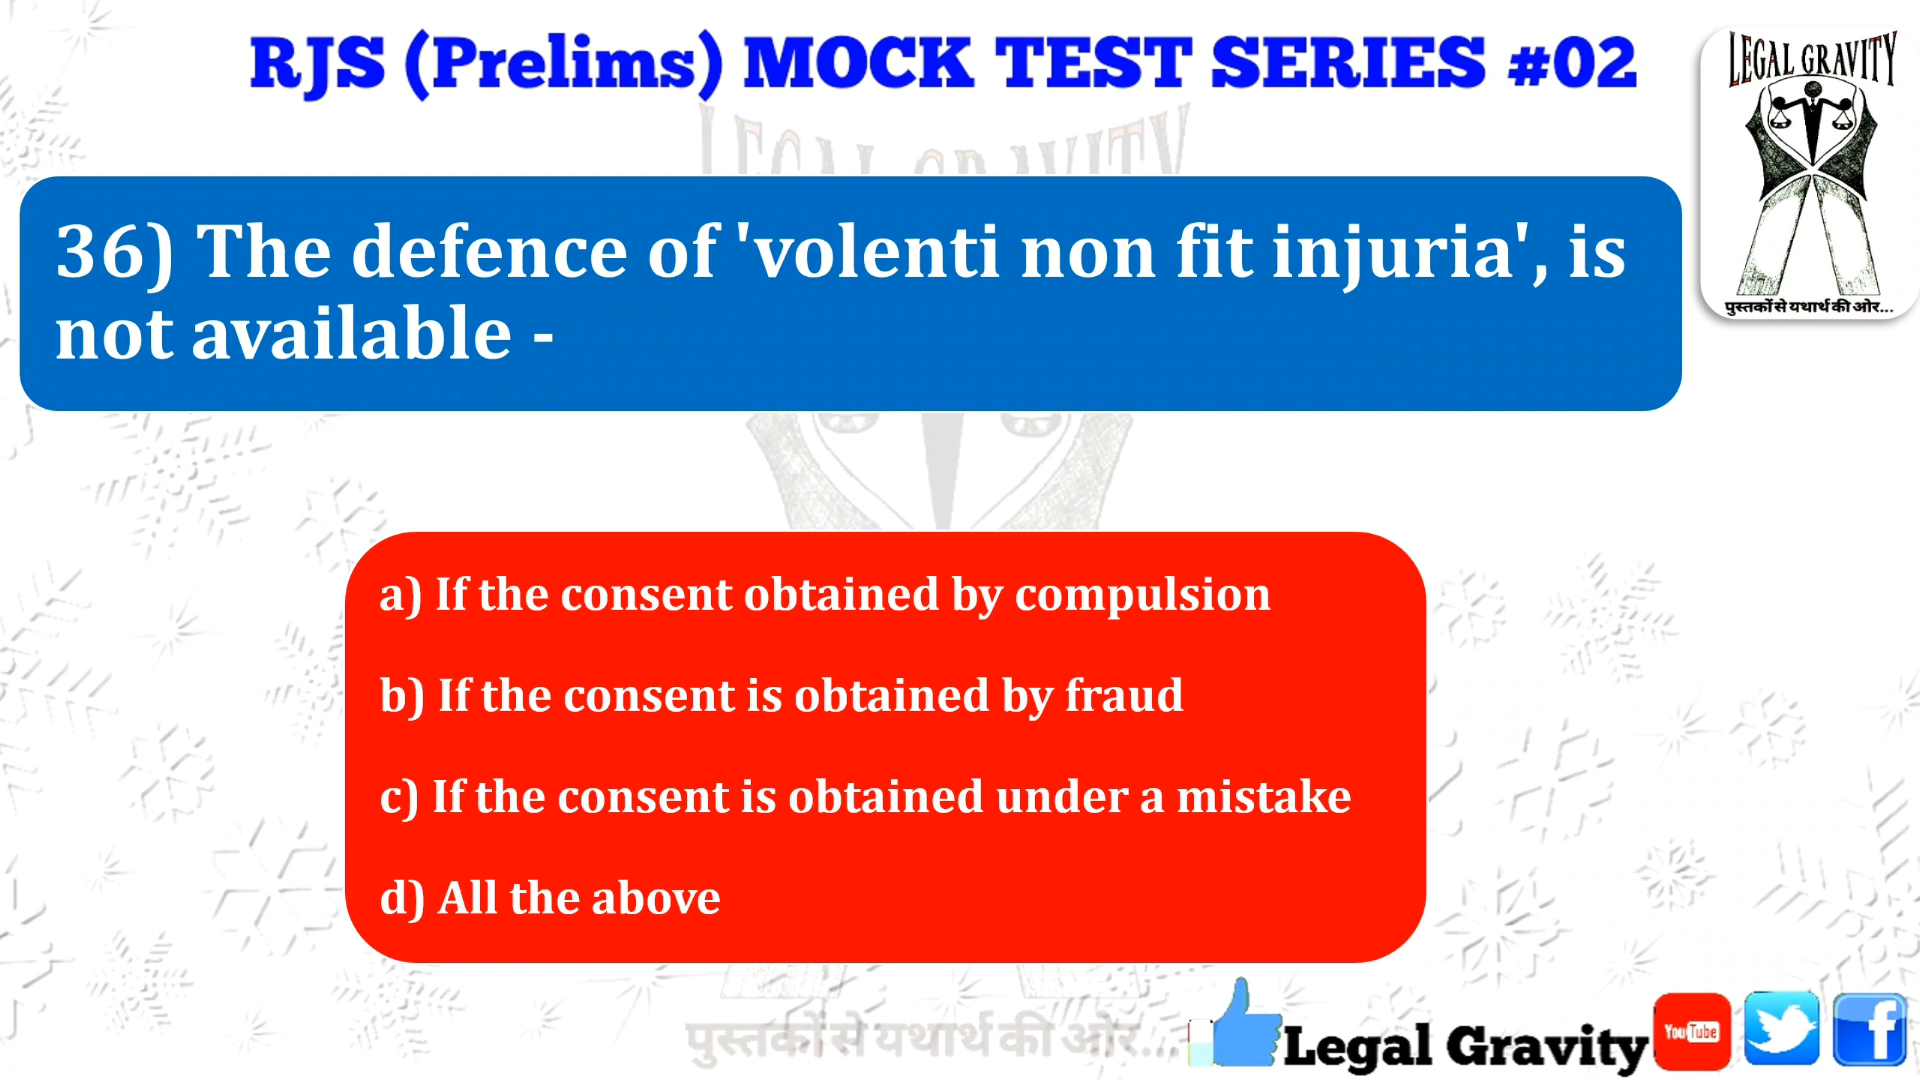 RJS (Prelims) MOCK TEST SERIES #02
LEGAL GRAVITY
पुस्तकों से यथार्थ की ओर...
LEGAL GRAVITY
36) The defence of 'volenti non fit injuria', is
not available -
a) If the consent obtained by compulsion
b) If the consent is obtained by fraud
c) If the consent is obtained under a mistake
d) All the above
पुस्तकों से यथार्थ की ओर...
Legal Gravity
YouTube